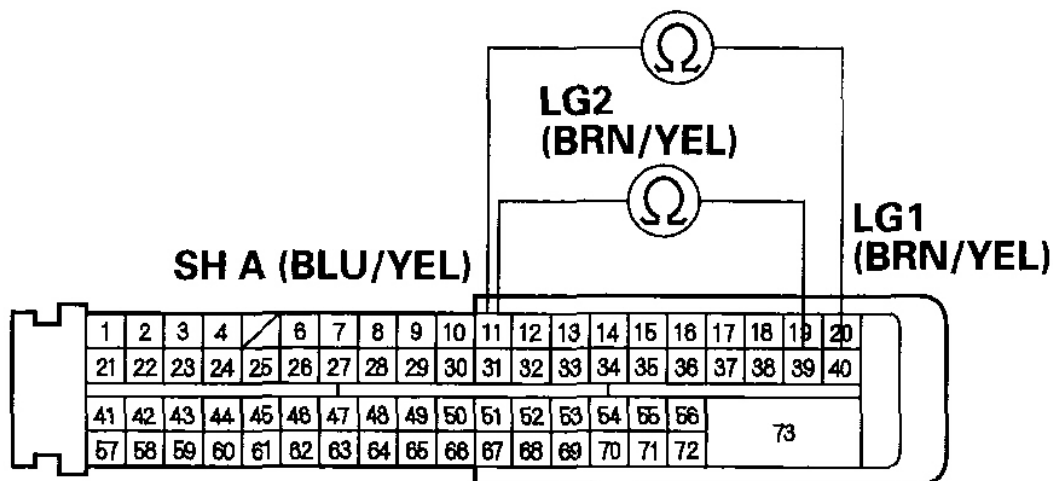 Ω
LG2
(BRN/YEL)
Ω
LG1
(BRN/YEL)
SH A (BLU/YEL)
1 2 3 4 6 7 8 9 10 11 12 13 14 15 16 17 18 19 20
21 22 23 24 25 26 27 28 29 30 31 32 33 34 35 36 37 38 39 40
41 42 43 44 45 46 47 48 49 50 51 52 53 54 55 56
73
57 58 59 60 61 62 63 64 65 66 67 68 69 70 71 72